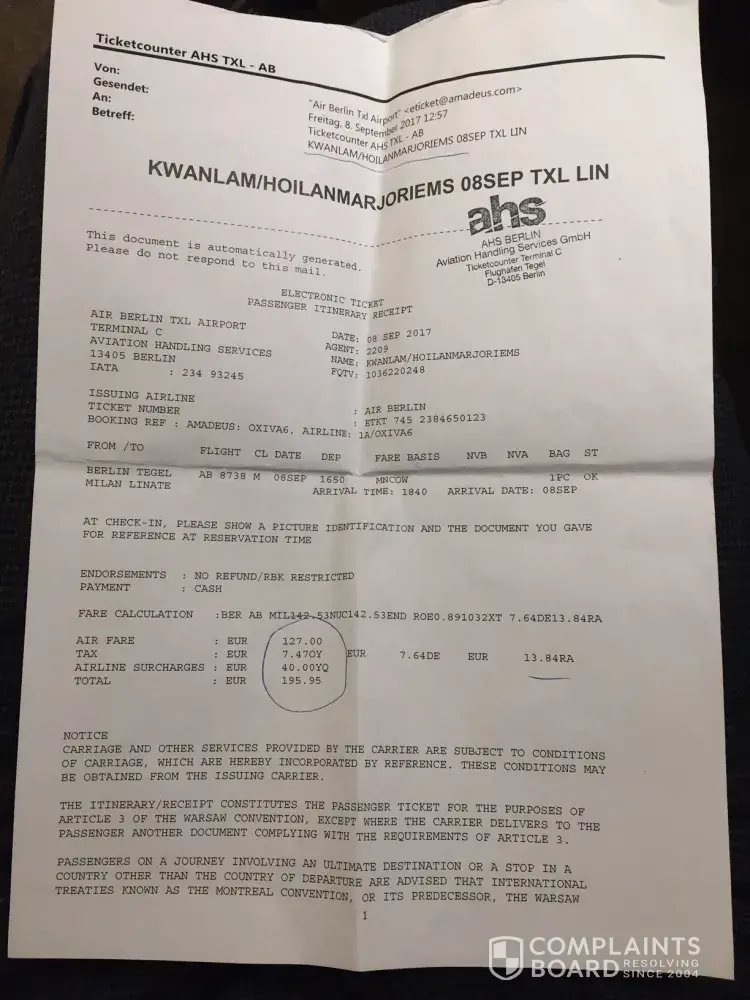 Ticketcounter AHS TXL - AB
Von: "Air Berlin Txl Airport" <eticket@amadeus.com>
Gesendet: Freitag, 8. September 2017 12:57
An: Ticketcounter AHS TXL - AB
Betreff: KWANLAM/HOILANMARJORIEMS 08SEP TXL LIN
KWANLAM/HOILANMARJORIEMS 08SEP TXL LIN
ahs
AHS BERLIN
Aviation Handling Services GmbH
Ticketcounter Terminal C
Flughafen Tegel
D-13405 Berlin
This document is automatically generated.
Please do not respond to this mail.
ELECTRONIC TICKET
PASSENGER ITINERARY RECEIPT
AIR BERLIN TXL AIRPORT DATE: 08 SEP 2017
TERMINAL C AGENT: 2209
AVIATION HANDLING SERVICES NAME: KWANLAM/HOILANMARJORIEMS
13405 BERLIN FQTV: 1036220248
IATA : 234 93245
ISSUING AIRLINE : AIR BERLIN
TICKET NUMBER : ETKT 745 2384650123
BOOKING REF : AMADEUS: OXIVA6, AIRLINE: 1A/OXIVA6
FROM /TO FLIGHT CL DATE DEP FARE BASIS NVB NVA BAG ST
BERLIN TEGEL AB 8738 M 08SEP 1650 MNCOW 1PC OK
MILAN LINATE ARRIVAL TIME: 1840 ARRIVAL DATE: 08SEP
AT CHECK-IN, PLEASE SHOW A PICTURE IDENTIFICATION AND THE DOCUMENT YOU GAVE
FOR REFERENCE AT RESERVATION TIME
ENDORSEMENTS : NO REFUND/RBK RESTRICTED
PAYMENT : CASH
FARE CALCULATION :BER AB MIL142.53NUC142.53END ROE0.891032XT 7.64DE13.84RA
AIR FARE : EUR 127.00
TAX : EUR 7.47OY EUR 7.64DE EUR 13.84RA
AIRLINE SURCHARGES : EUR 40.00YQ
TOTAL : EUR 195.95
NOTICE
CARRIAGE AND OTHER SERVICES PROVIDED BY THE CARRIER ARE SUBJECT TO CONDITIONS
OF CARRIAGE, WHICH ARE HEREBY INCORPORATED BY REFERENCE. THESE CONDITIONS MAY
BE OBTAINED FROM THE ISSUING CARRIER.
THE ITINERARY/RECEIPT CONSTITUTES THE PASSENGER TICKET FOR THE PURPOSES OF
ARTICLE 3 OF THE WARSAW CONVENTION, EXCEPT WHERE THE CARRIER DELIVERS TO THE
PASSENGER ANOTHER DOCUMENT COMPLYING WITH THE REQUIREMENTS OF ARTICLE 3.
PASSENGERS ON A JOURNEY INVOLVING AN ULTIMATE DESTINATION OR A STOP IN A
COUNTRY OTHER THAN THE COUNTRY OF DEPARTURE ARE ADVISED THAT INTERNATIONAL
TREATIES KNOWN AS THE MONTREAL CONVENTION, OR ITS PREDECESSOR, THE WARSAW
1
COMPLAINTS
BOARD RESOLVING
SINCE 2004